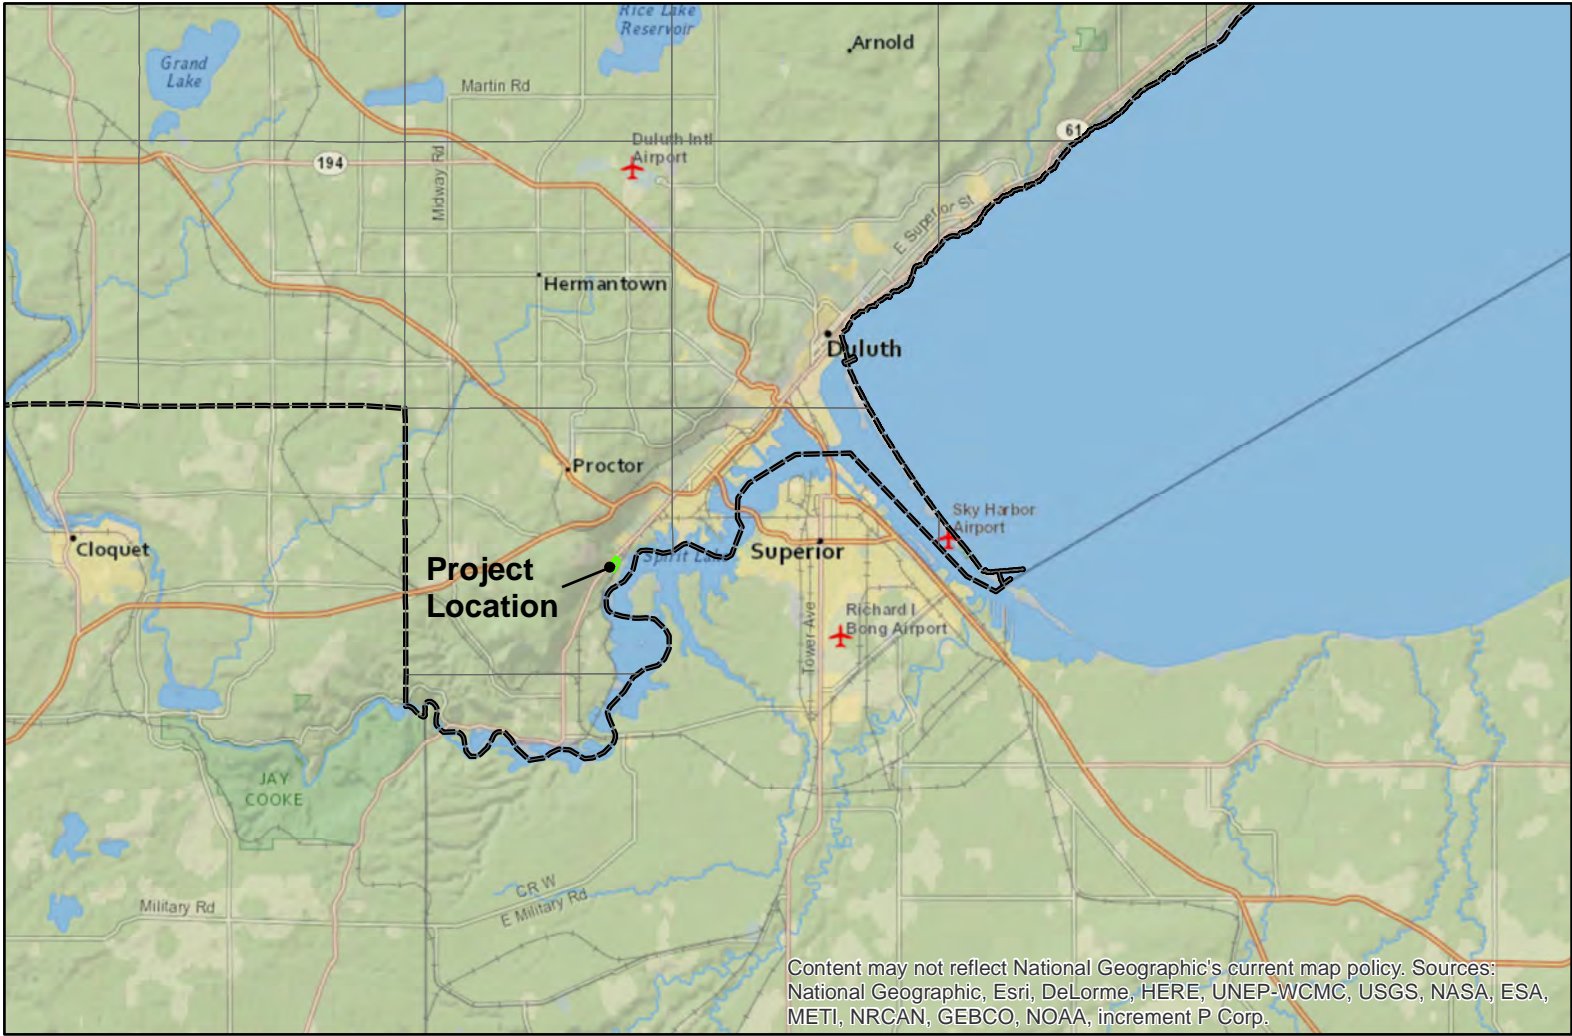 Rice Lake
Reservoir
Arnold
Grand
Lake
Martin Rd
61
Duluth Intl
Airport
194
Midway Rd
E Superior St
Hermantown
Duluth
Proctor
Sky Harbor
Airport
Cloquet
Spirit Lake
Superior
Project
Location
Richard I
Bong Airport
Tower Ave
JAY
COOKE
CR W
E Military Rd
Military Rd
Content may not reflect National Geographic's current map policy. Sources:
National Geographic, Esri, DeLorme, HERE, UNEP-WCMC, USGS, NASA, ESA,
METI, NRCAN, GEBCO, NOAA, increment P Corp.